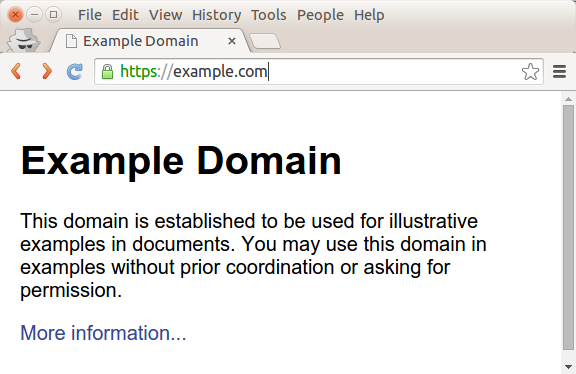 File Edit View History Tools People Help
Example Domain
https://example.com
Example Domain
This domain is established to be used for illustrative
examples in documents. You may use this domain in
examples without prior coordination or asking for
permission.
More information...